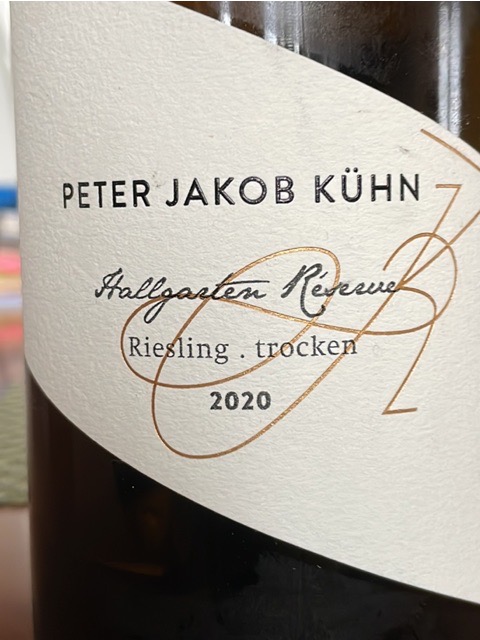 PETER JAKOB KÜHN
Hallgarten Réserve
Riesling . trocken
2020